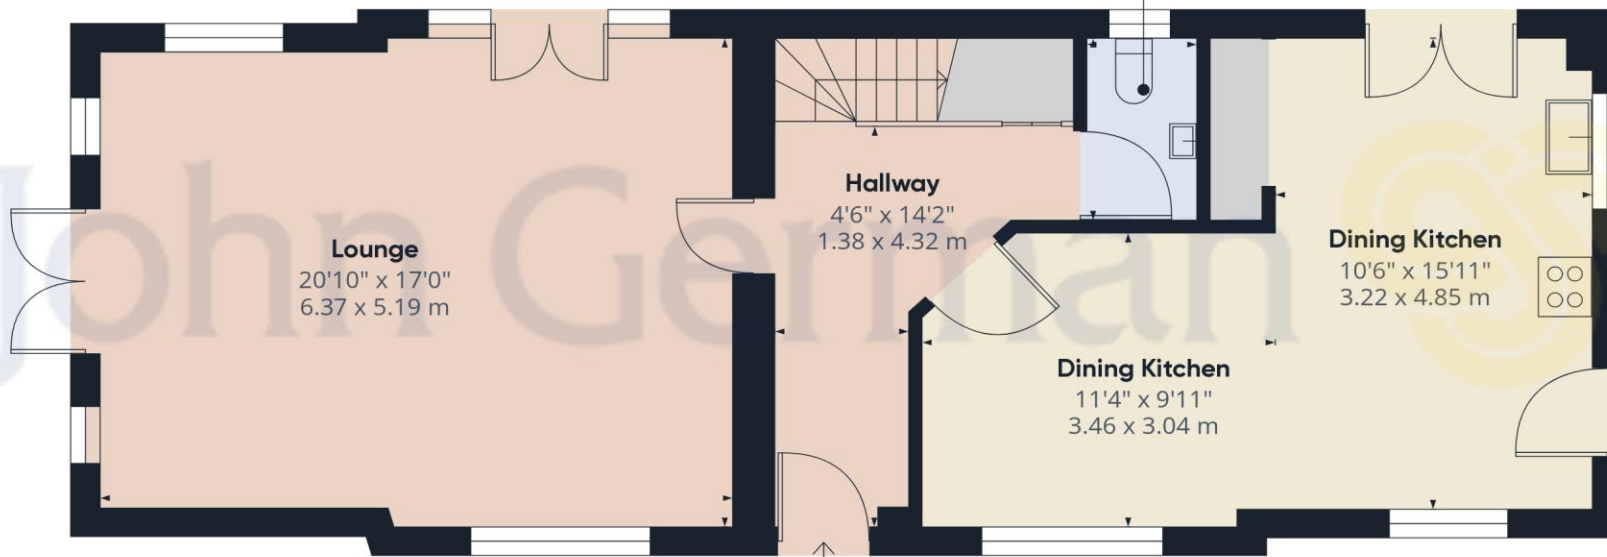 John German
Lounge
20'10" x 17'0"
6.37 x 5.19 m
Hallway
4'6" x 14'2"
1.38 x 4.32 m
Dining Kitchen
11'4" x 9'11"
3.46 x 3.04 m
Dining Kitchen
10'6" x 15'11"
3.22 x 4.85 m